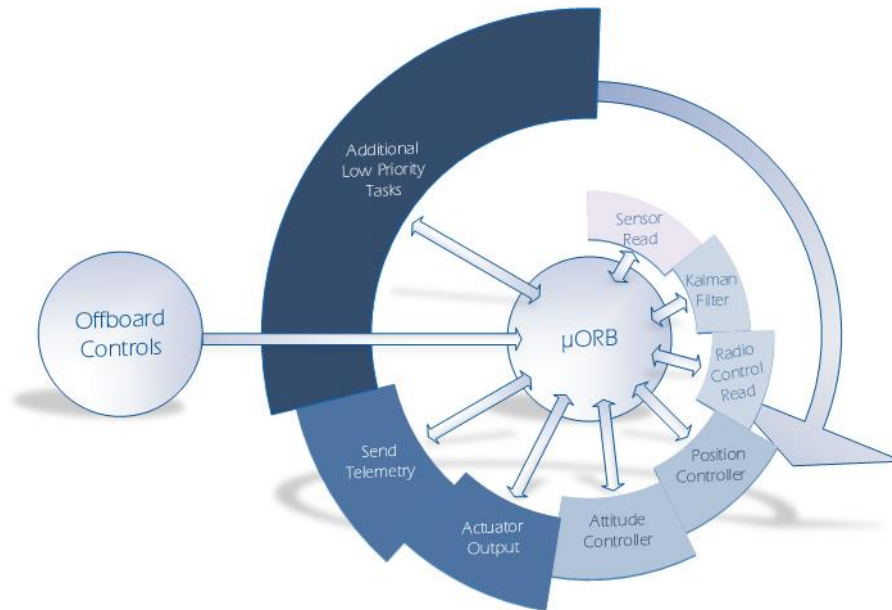 Additional
Low Priority
Tasks
Sensor
Read
Kalman
Filter
Offboard
Controls
µORB
Radio
Control
Read
Send
Telemetry
Position
Controller
Actuator
Output
Attitude
Controller